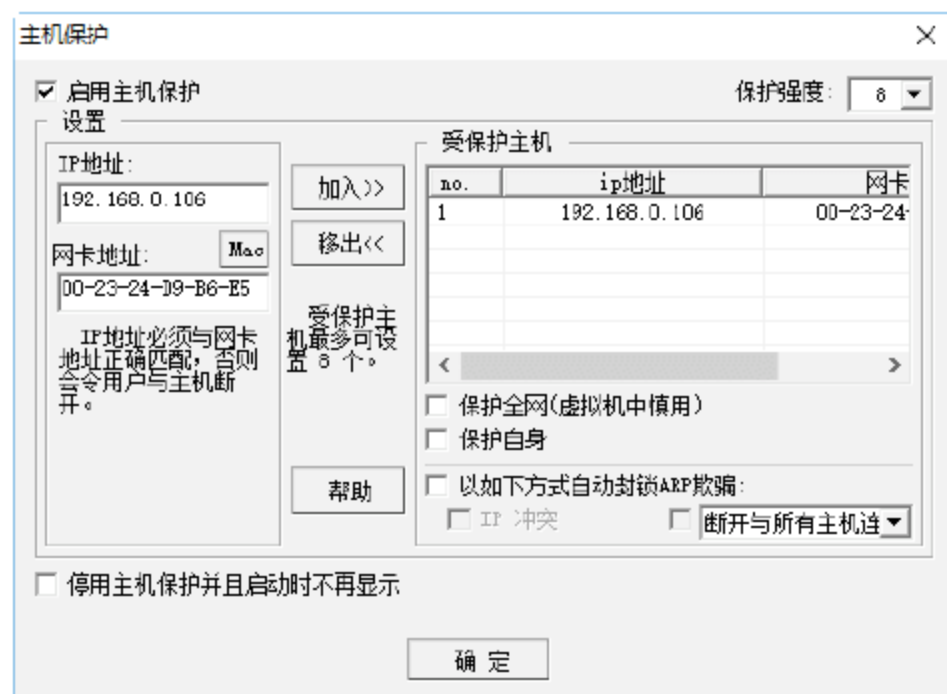 主机保护
启用主机保护
保护强度: 8
设置
IP地址:
192.168.0.106
网卡地址: Mac
00-23-24-D9-B6-E5
IP地址必须与网卡
地址正确匹配，否则
会令用户与主机断
开。
加入>>
移出<<
受保护主
机最多可设
置 8 个。
帮助
受保护主机
no. ip地址 网卡
1 192.168.0.106 00-23-24-
保护全网(虚拟机中慎用)
保护自身
以如下方式自动封锁ARP欺骗:
IP 冲突 断开与所有主机连
停用主机保护并且启动时不再显示
确 定